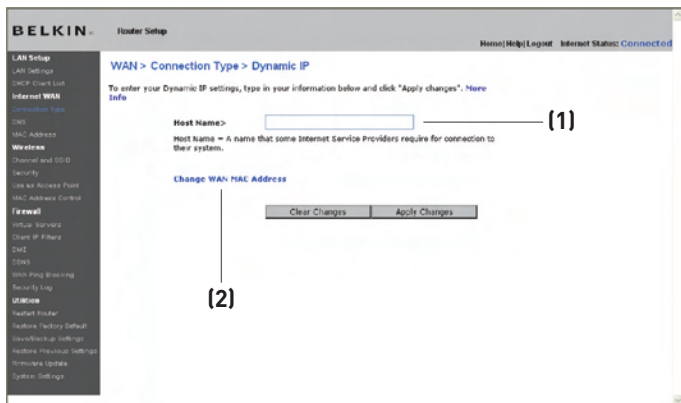 BELKIN.
Router Setup
Home|Help|Logout Internet Status: Connected
LAN Setup
LAN Settings
DHCP Client List
Internet WAN
Connection Type
DNS
MAC Address
Wireless
Channel and SSID
Security
Use as Access Point
MAC Address Control
Firewall
Virtual Servers
Client IP Filters
DMZ
DDNS
WAN Ping Blocking
Security Log
Utilities
Restart Router
Restore Factory Default
Save/Backup Settings
Restore Previous Settings
Firmware Update
System Settings
WAN > Connection Type > Dynamic IP
To enter your Dynamic IP settings, type in your information below and click "Apply changes". More
Info
Host Name>
(1)
Host Name = A name that some Internet Service Providers require for connection to
their system.
Change WAN MAC Address
Clear Changes
Apply Changes
(2)